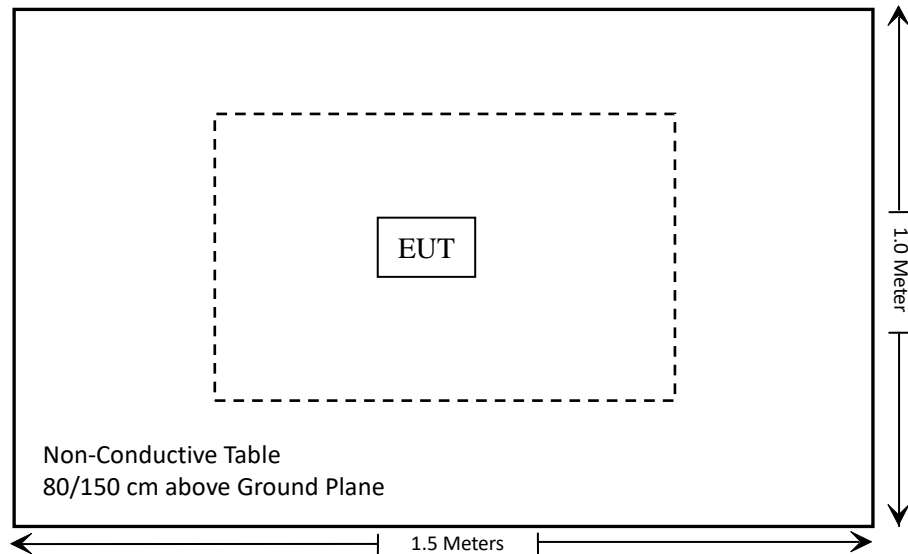 EUT
1.0 Meter
Non-Conductive Table
80/150 cm above Ground Plane
1.5 Meters